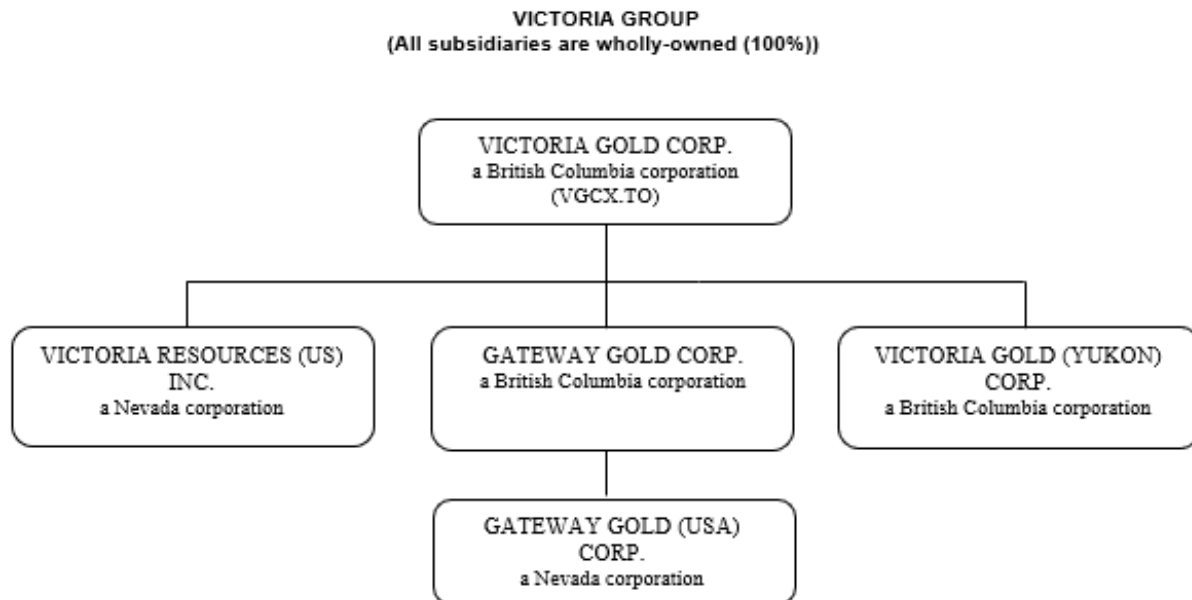 VICTORIA GROUP
(All subsidiaries are wholly-owned (100%))
VICTORIA GOLD CORP.
a British Columbia corporation
(VGCX.TO)
VICTORIA RESOURCES (US)
INC.
a Nevada corporation
GATEWAY GOLD CORP.
a British Columbia corporation
VICTORIA GOLD (YUKON)
CORP.
a British Columbia corporation
GATEWAY GOLD (USA)
CORP.
a Nevada corporation